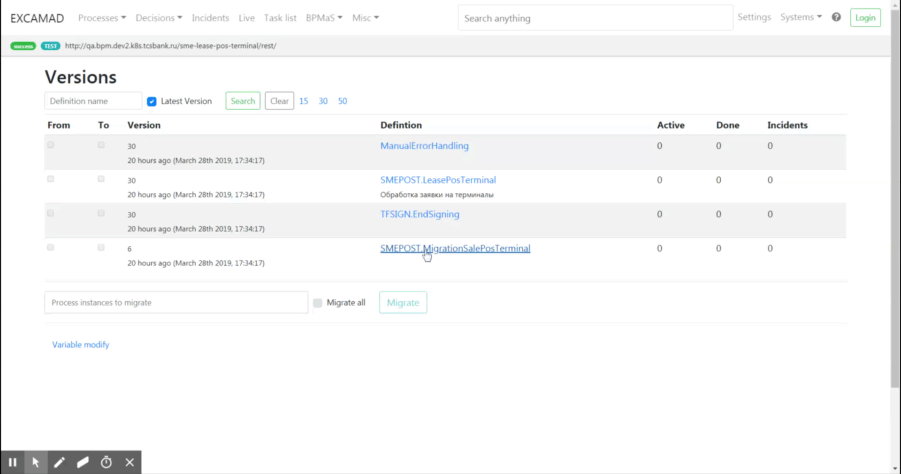 EXCAMAD Processes Decisions Incidents Live Task list BPMaS Misc Search anything Settings Systems ? Login
success TEST http://qa.bpm.dev2.k8s.tcsbank.ru/sme-lease-pos-terminal/rest/
Versions
Definition name Latest Version Search Clear 15 30 50
From To Version Defintion Active Done Incidents
30 ManualErrorHandling 0 0 0
20 hours ago (March 28th 2019, 17:34:17)
30 SMEPOST.LeasePosTerminal 0 0 0
20 hours ago (March 28th 2019, 17:34:17) Обработка заявки на терминалы
30 TFSIGN.EndSigning 0 0 0
20 hours ago (March 28th 2019, 17:34:17)
6 SMEPOST.MigrationSalePosTerminal 0 0 0
20 hours ago (March 28th 2019, 17:34:17)
Process instances to migrate Migrate all Migrate
Variable modify